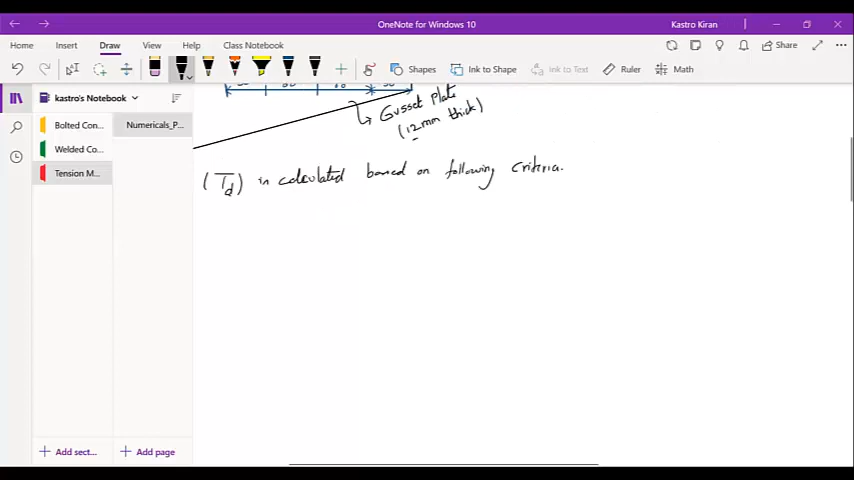 OneNote for Windows 10
Kastro Kiran
Home Insert Draw View Help Class Notebook
Share
Shapes Ink to Shape Ink to Text Ruler Math
kastro's Notebook
Bolted Con...
Welded Co...
Tension M...
Numericals_P...
Gusset Plate
(12mm thick)
(Td) in calculated based on following criteria.
Add sect...
Add page